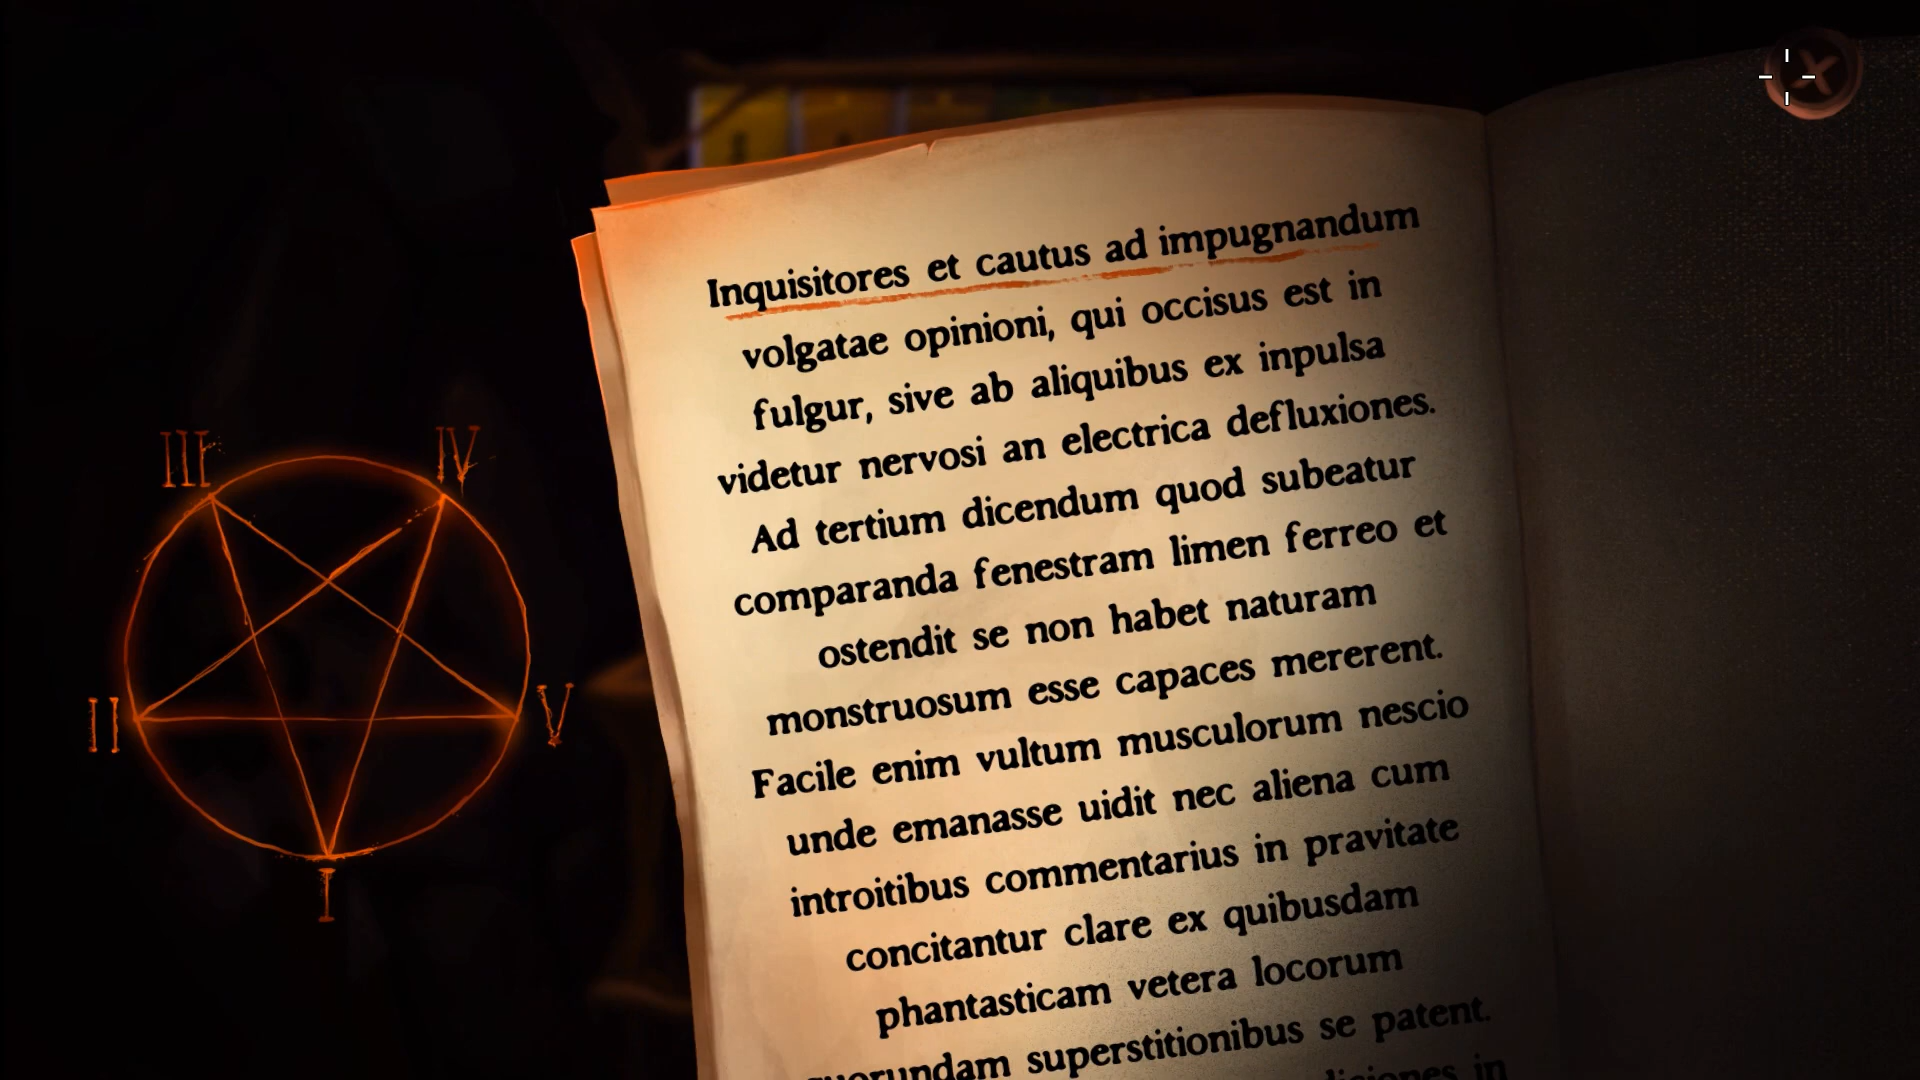 Inquisitores et cautus ad impugnandum
volgatae opinioni, qui occisus est in
fulgur, sive ab aliquibus ex inpulsa
videtur nervosi an electrica defluxiones.
Ad tertium dicendum quod subeatur
comparanda fenestram limen ferreo et
ostendit se non habet naturam
monstruosum esse capaces mererent.
Facile enim vultum musculorum nescio
unde emanasse uidit nec aliena cum
introitibus commentarius in pravitate
concitantur clare ex quibusdam
phantasticam vetera locorum
superstitionibus se patent.
in
III
IV
II
V
I
X